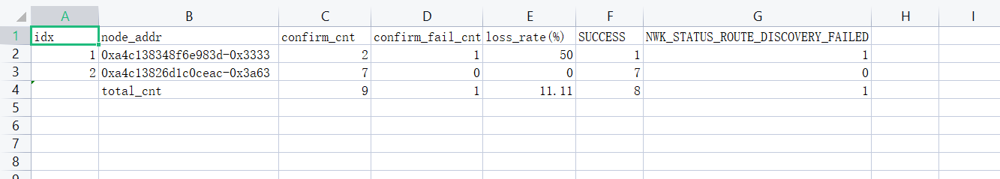 A B C D E F G H I
1 idx node_addr confirm_cnt confirm_fail_cnt loss_rate(%) SUCCESS NWK_STATUS_ROUTE_DISCOVERY_FAILED
2 1 0xa4c138348f6e983d-0x3333 2 1 50 1 1
3 2 0xa4c13826d1c0ceac-0x3a63 7 0 0 7 0
4 total_cnt 9 1 11.11 8 1
5
6
7
8
9